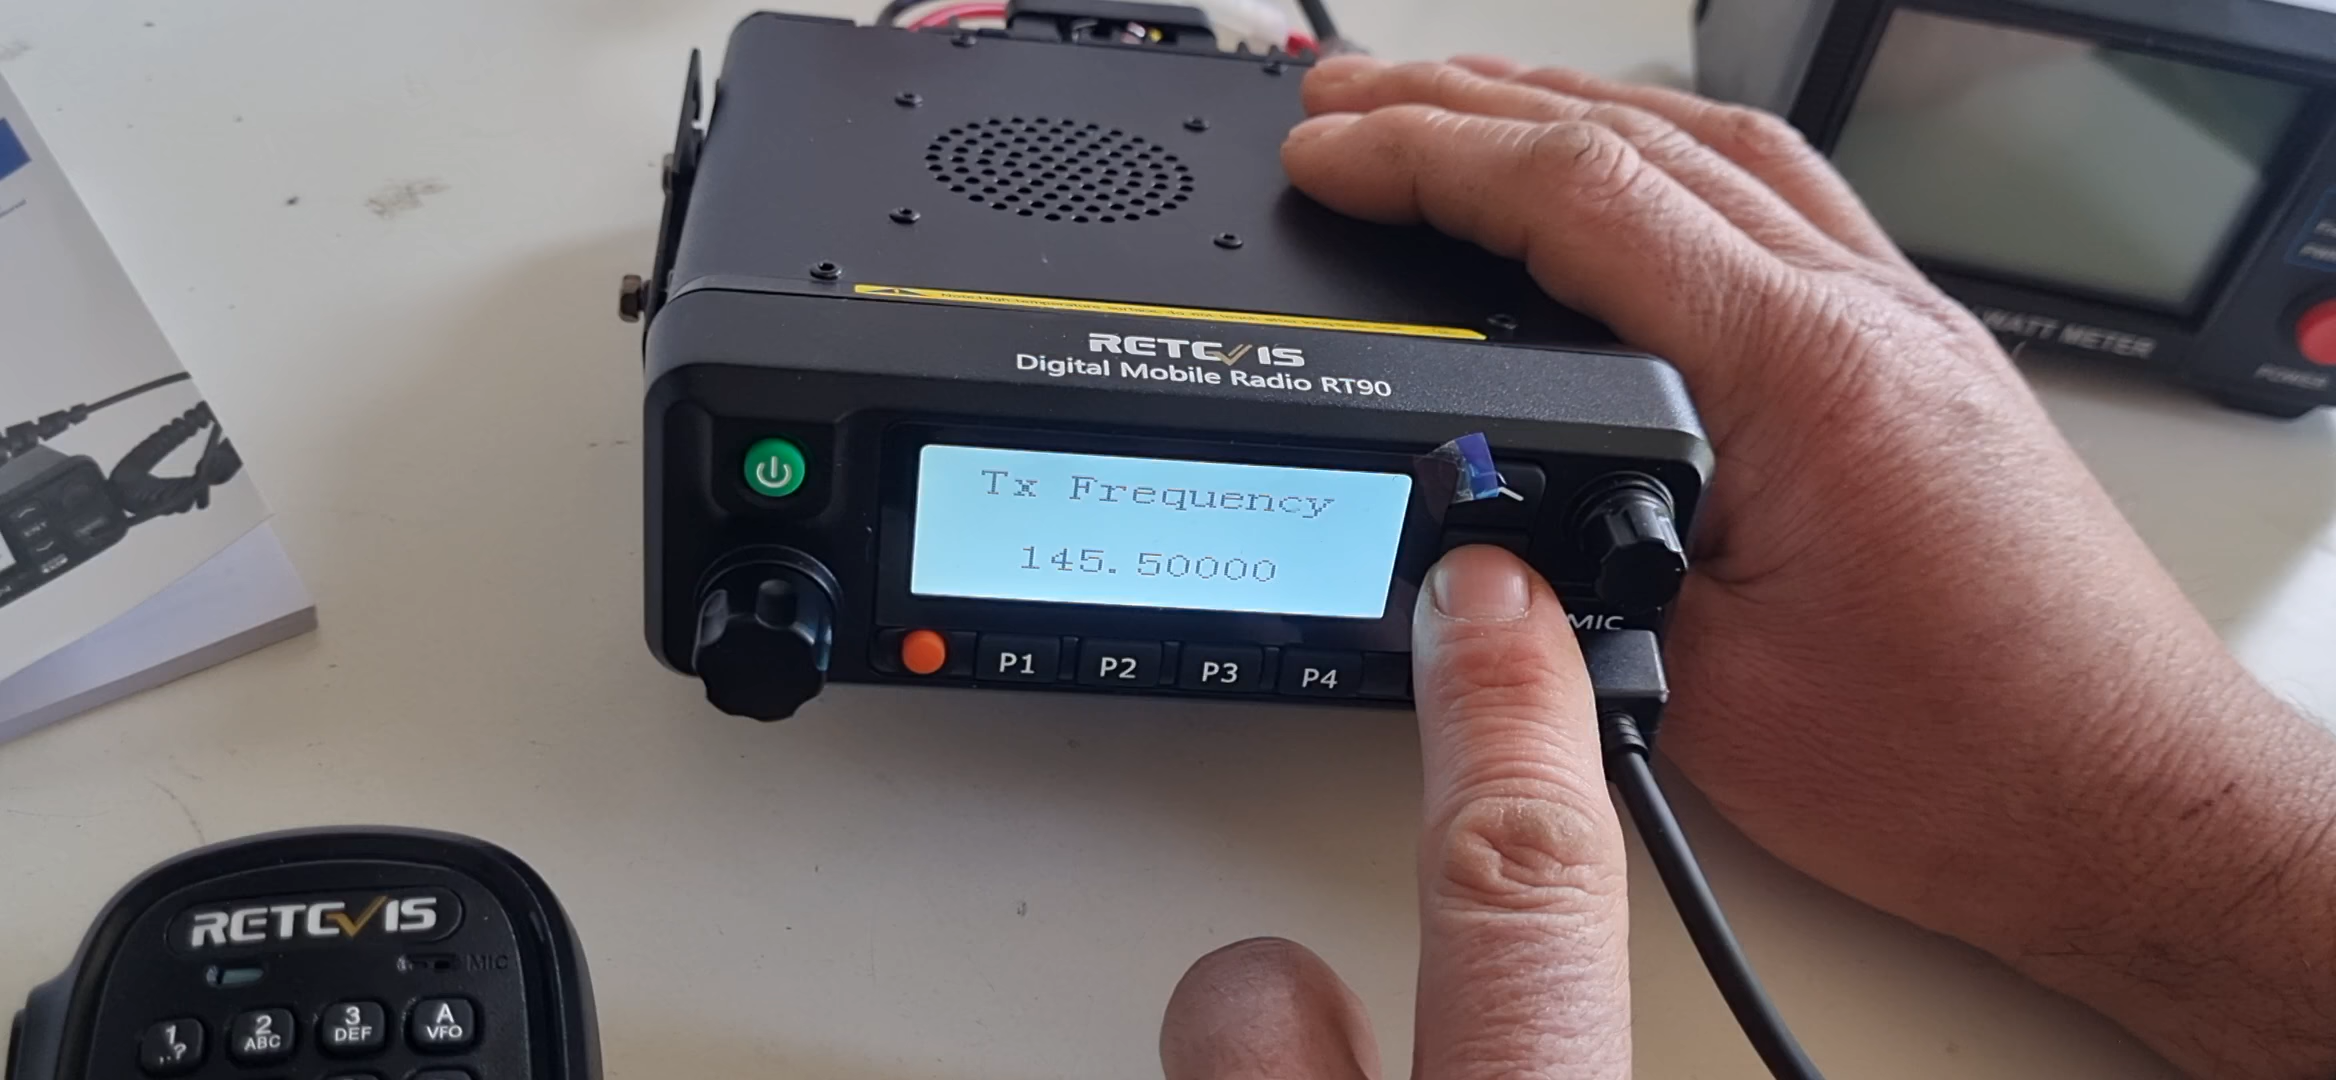 RETEVIS
Digital Mobile Radio RT90
Tx Frequency
145.50000
P1 P2 P3 P4
MIC
WATT METER
POWER
RETEVIS
MIC
1 ,.?
2 ABC
3 DEF
A VFO